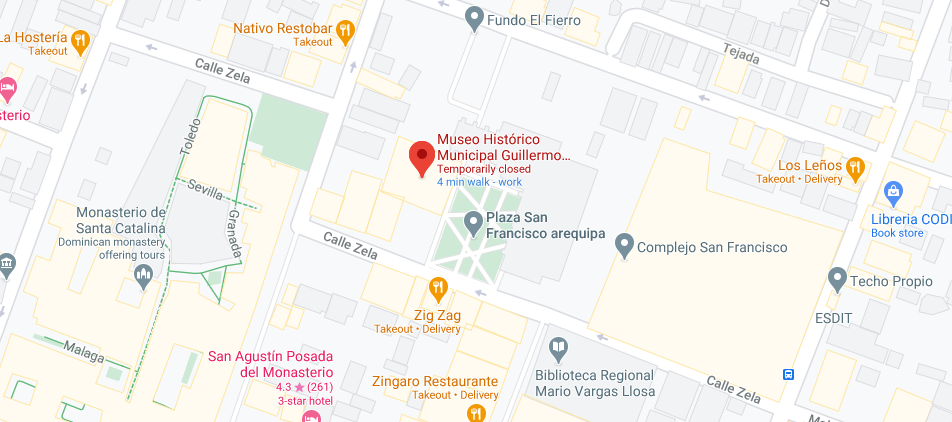 Fundo El Fierro
Nativo Restobar
Takeout
La Hostería
Takeout
Calle Zela
Tejada
sterio
Toledo
Museo Histórico
Municipal Guillermo...
Temporarily closed
4 min walk - work
Los Leños
Takeout • Delivery
Sevilla
Granada
Monasterio de
Santa Catalina
Dominican monastery
offering tours
Plaza San
Francisco arequipa
Libreria CODI
Book store
Calle Zela
Complejo San Francisco
Techo Propio
Zig Zag
Takeout • Delivery
ESDIT
Malaga
San Agustín Posada
del Monasterio
4.3 ★ (261)
3-star hotel
Zingaro Restaurante
Takeout • Delivery
Biblioteca Regional
Mario Vargas Llosa
Calle Zela